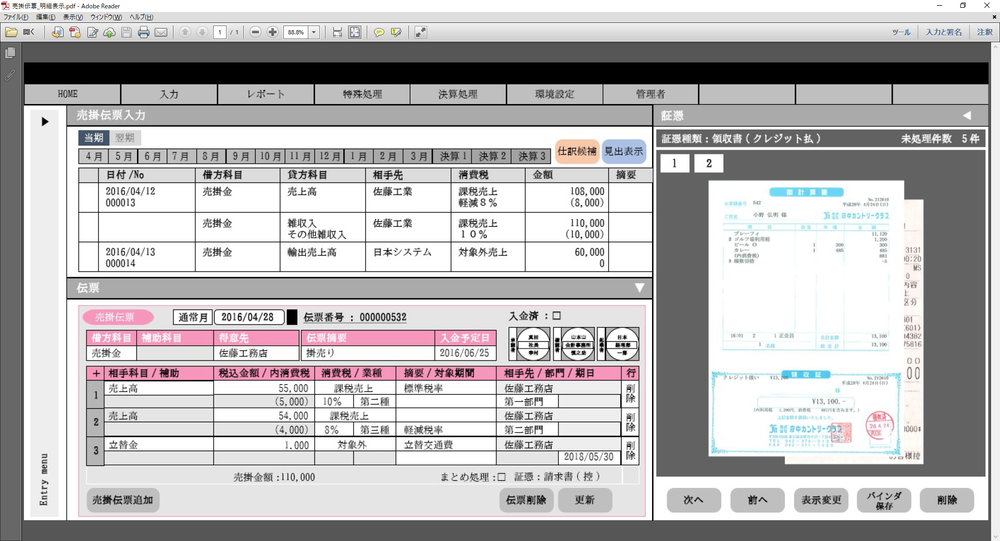 売掛伝票_明細表示.pdf - Adobe Reader
ファイル(F) 編集(E) 表示(V) ウィンドウ(W) ヘルプ(H)
開く 1 / 1 88.8% ツール 入力と署名 注釈
HOME 入力 レポート 特殊処理 決算処理 環境設定 管理者
売掛伝票入力
当期 翌期
4月 5月 6月 7月 8月 9月 10月 11月 12月 1月 2月 3月 決算1 決算2 決算3 仕訳候補 見出表示
日付/No 借方科目 貸方科目 相手先 消費税 金額 摘要
2016/04/12 売掛金 売上高 佐藤工業 課税売上 108,000
000013 軽減8% (8,000)
売掛金 雑収入 佐藤工業 課税売上 110,000
その他雑収入 10% (10,000)
2016/04/13 売掛金 輸出売上高 日本システム 対象外売上 60,000
000014 0
伝票
売掛伝票 通常月 2016/04/28 伝票番号 : 000000532 入金済 : □
借方科目 補助科目 得意先 伝票摘要 入金予定日
売掛金 佐藤工務店 掛売り 2016/06/25
承認者 真田 社長 幸村
確認者 山本山 会計事務所 慎之助
起票者 日本 経理部 一郎
+ 相手科目/補助 税込金額/内消費税 消費税/業種 摘要/対象期間 相手先/部門/期日 行
1 売上高 55,000 課税売上 標準税率 佐藤工務店 削除
(5,000) 10% 第二種 第一部門
2 売上高 54,000 課税売上 佐藤工務店 削除
(4,000) 8% 第三種 軽減税率 第二部門
3 立替金 1.000 対象外 立替交通費 佐藤工務店 削除
2018/05/30
売掛金額:110,000 まとめ処理:□ 証憑:請求書(控)
売掛伝票追加 伝票削除 更新
Entry menu
証憑
証憑種類:領収書(クレジット払) 未処理件数 5件
1 2
御計算書
お客様番号 542 No.212610
平成28年 4月24日(日)
ご芳名 小野 弘明 様 府中カントリークラブ
項 目 数量 単価 金 額
プレーフィ 11,120
# ゴルフ場利用税 1,200
ビール O 1 300 300
カレー 1 485 485
(内消費税) 881
# 端数切捨 -5
16:01 2 1 正会員 合計金額 13,100
1 名様 総合計 13,100
領収証
クレジット扱い ¥13,100 No.212610
平成28年 4月24日(日)
様
¥13,100.-
(内利用税 1,200円、消費税 881円を含みます。)
上記金額を領収いたしました。
府中カントリークラブ
領収済
'28.4.24
TEL 042-374-313
FAX 042-371-1420
3131
00:20
MS
0
内容
上
区分
301
(601)
04382
75816
00
00
0000*
お客様控
次へ 前へ 表示変更 バインダ保存 削除